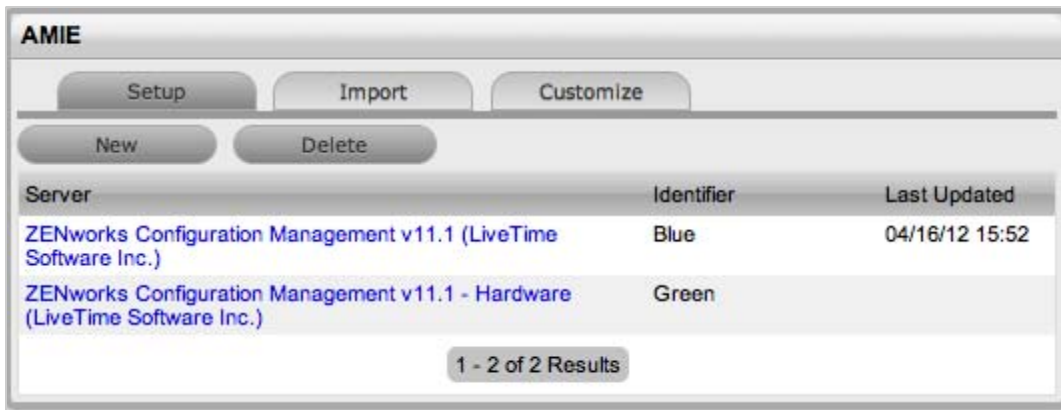 AMIE
Setup Import Customize
New Delete
Server Identifier Last Updated
ZENworks Configuration Management v11.1 (LiveTime Blue 04/16/12 15:52
Software Inc.)
ZENworks Configuration Management v11.1 - Hardware Green
(LiveTime Software Inc.)
1 - 2 of 2 Results